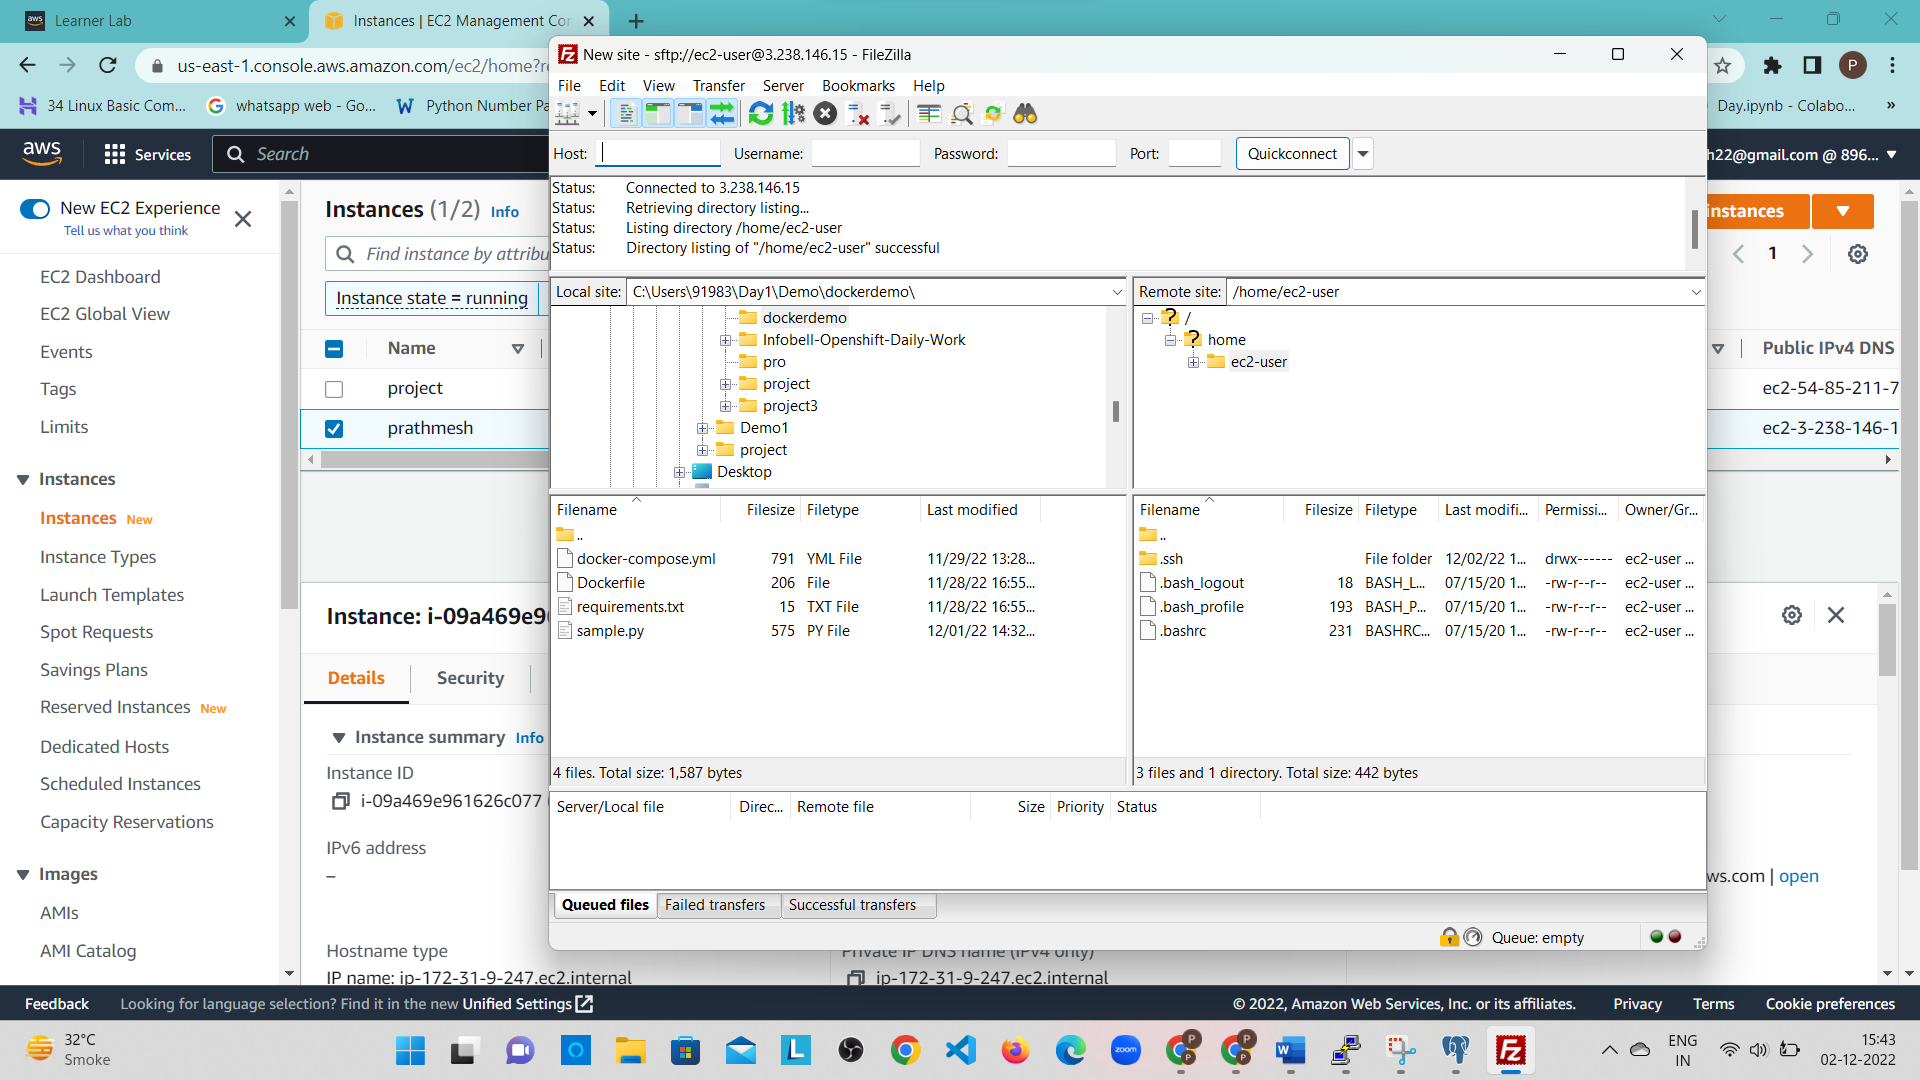 Learner Lab
Instances | EC2 Management Con
us-east-1.console.aws.amazon.com/ec2/home?re
34 Linux Basic Com...
whatsapp web - Go...
Python Number Pa
Day.ipynb - Colabo...
»
aws
Services
Search
h22@gmail.com @ 896...
New site - sftp://ec2-user@3.238.146.15 - FileZilla
File Edit View Transfer Server Bookmarks Help
Host: Username: Password: Port: Quickconnect
Status: Connected to 3.238.146.15
Status: Retrieving directory listing...
Status: Listing directory /home/ec2-user
Status: Directory listing of "/home/ec2-user" successful
Local site: C:\Users\91983\Day1\Demo\dockerdemo\
dockerdemo
Infobell-Openshift-Daily-Work
pro
project
project3
Demo1
project
Desktop
Remote site: /home/ec2-user
/
home
ec2-user
Filename Filesize Filetype Last modified
..
docker-compose.yml 791 YML File 11/29/22 13:28...
Dockerfile 206 File 11/28/22 16:55...
requirements.txt 15 TXT File 11/28/22 16:55...
sample.py 575 PY File 12/01/22 14:32...
4 files. Total size: 1,587 bytes
Filename Filesize Filetype Last modifi... Permissi... Owner/Gr...
..
.ssh File folder 12/02/22 1... drwx------ ec2-user ...
.bash_logout 18 BASH_L... 07/15/20 1... -rw-r--r-- ec2-user ...
.bash_profile 193 BASH_P... 07/15/20 1... -rw-r--r-- ec2-user ...
.bashrc 231 BASHRC... 07/15/20 1... -rw-r--r-- ec2-user ...
3 files and 1 directory. Total size: 442 bytes
Server/Local file Direc... Remote file Size Priority Status
Queued files Failed transfers Successful transfers
Queue: empty
New EC2 Experience
Tell us what you think
EC2 Dashboard
EC2 Global View
Events
Tags
Limits
Instances
Instances New
Instance Types
Launch Templates
Spot Requests
Savings Plans
Reserved Instances New
Dedicated Hosts
Scheduled Instances
Capacity Reservations
Images
AMIs
AMI Catalog
Instances (1/2) Info
Find instance by attribu
Instance state = running
Name
project
prathmesh
instances
1
Public IPv4 DNS
ec2-54-85-211-7
ec2-3-238-146-1
Instance: i-09a469e96
Details Security
Instance summary Info
Instance ID
i-09a469e961626c077
IPv6 address
–
ws.com | open
Hostname type
IP name: ip-172-31-9-247.ec2.internal
Private IP DNS name (IPv4 only)
ip-172-31-9-247.ec2.internal
Feedback
Looking for language selection? Find it in the new Unified Settings
© 2022, Amazon Web Services, Inc. or its affiliates.
Privacy Terms Cookie preferences
32°C
Smoke
zoom
ENG
IN
15:43
02-12-2022